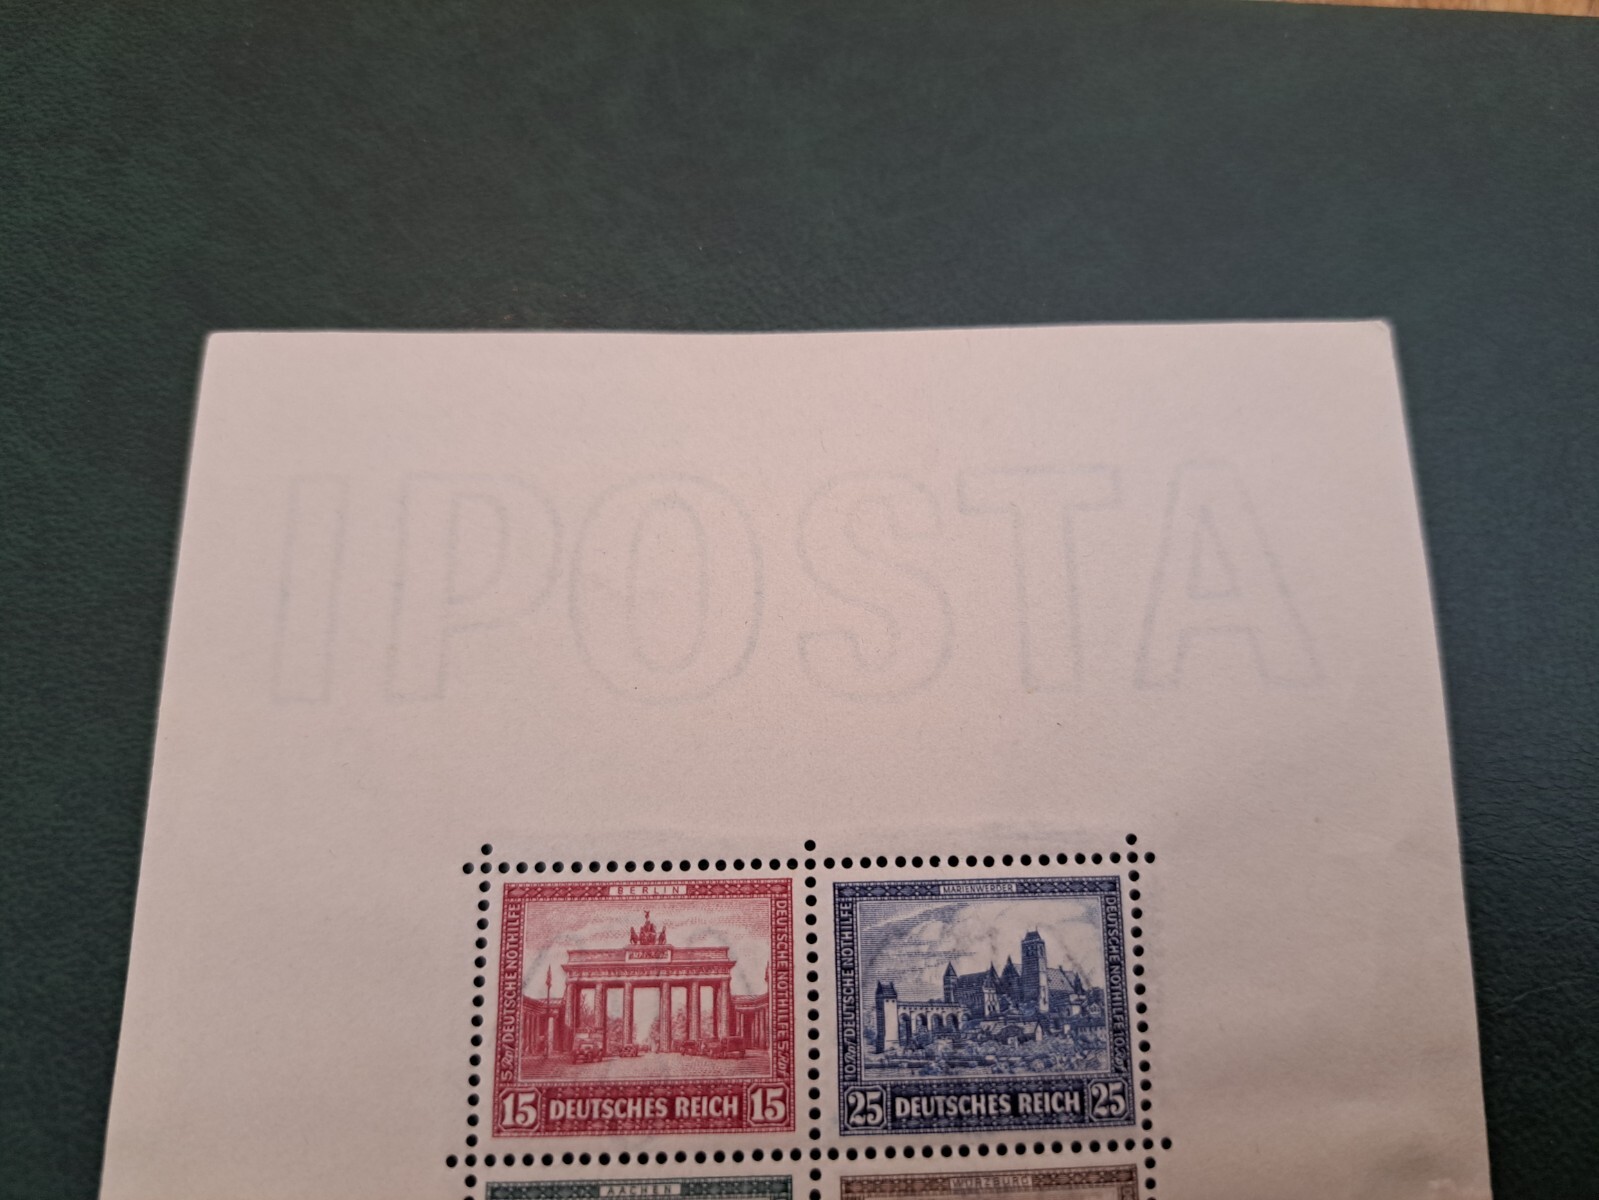 IPOSTA
BERLIN
5 Rpf DEUTSCHE NOTHILFE
DEUTSCHE NOTHILFE 5 Rpf
15 DEUTSCHES REICH 15
MARIENWERDER
10 Rpf DEUTSCHE NOTHILFE
DEUTSCHE NOTHILFE 10 Rpf
25 DEUTSCHES REICH 25
AACHEN
WÜRZBURG